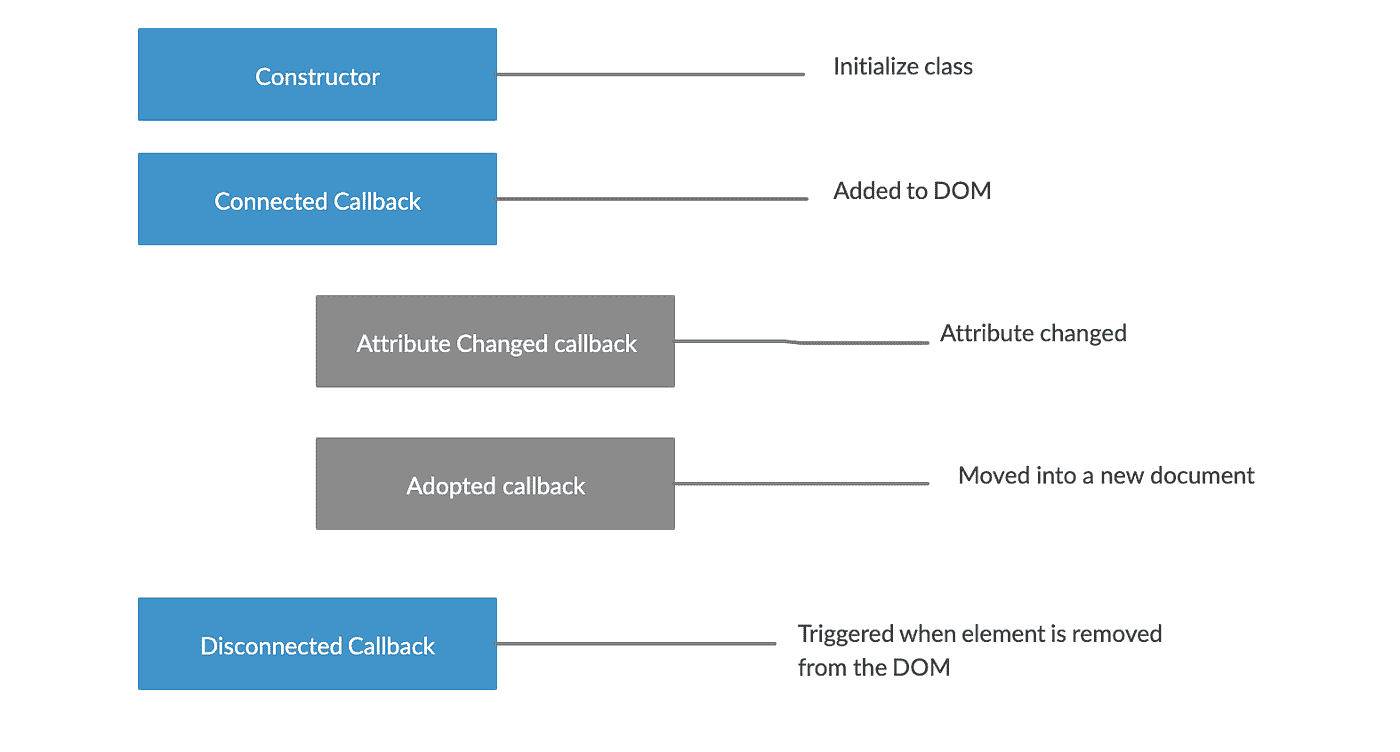 Constructor
Initialize class
Connected Callback
Added to DOM
Attribute Changed callback
Attribute changed
Adopted callback
Moved into a new document
Disconnected Callback
Triggered when element is removed
from the DOM